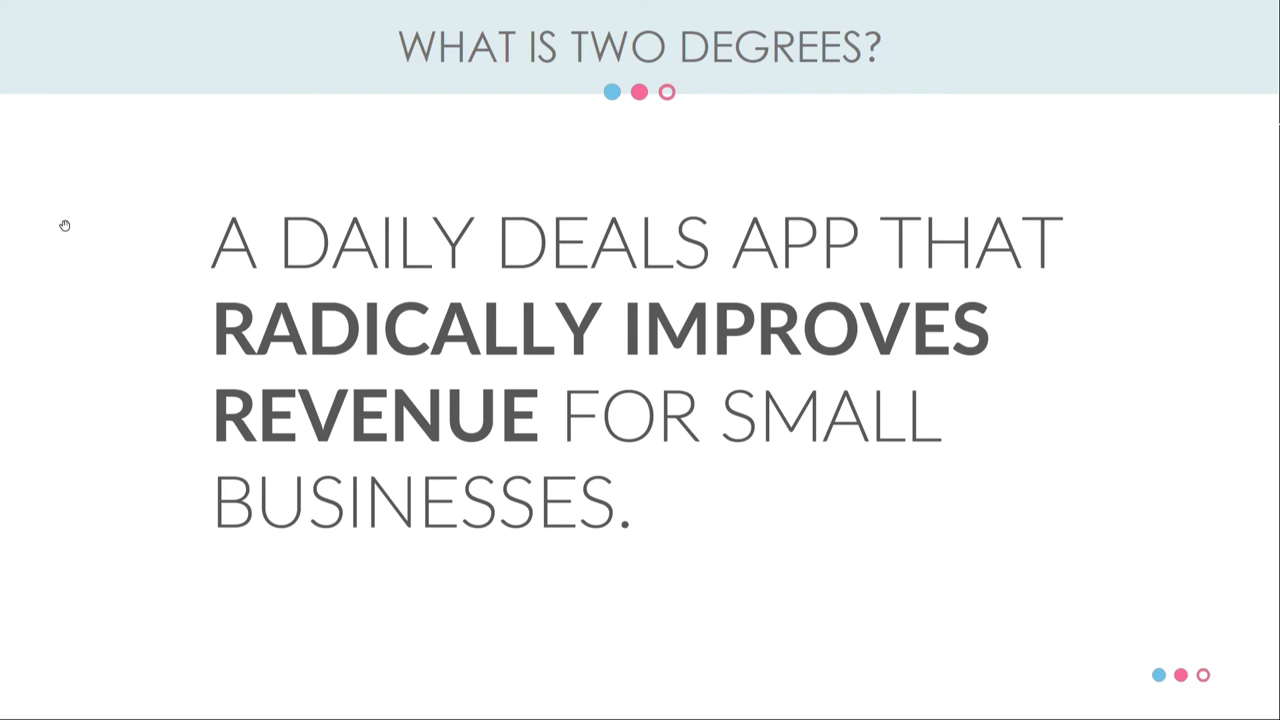 WHAT IS TWO DEGREES?
A DAILY DEALS APP THAT
RADICALLY IMPROVES
REVENUE FOR SMALL
BUSINESSES.